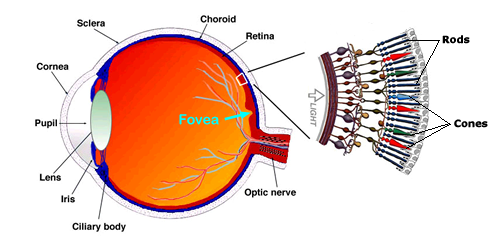 Sclera
Choroid
Retina
Cornea
Rods
Fovea
LIGHT
Pupil
Cones
Lens
Optic nerve
Iris
Ciliary body